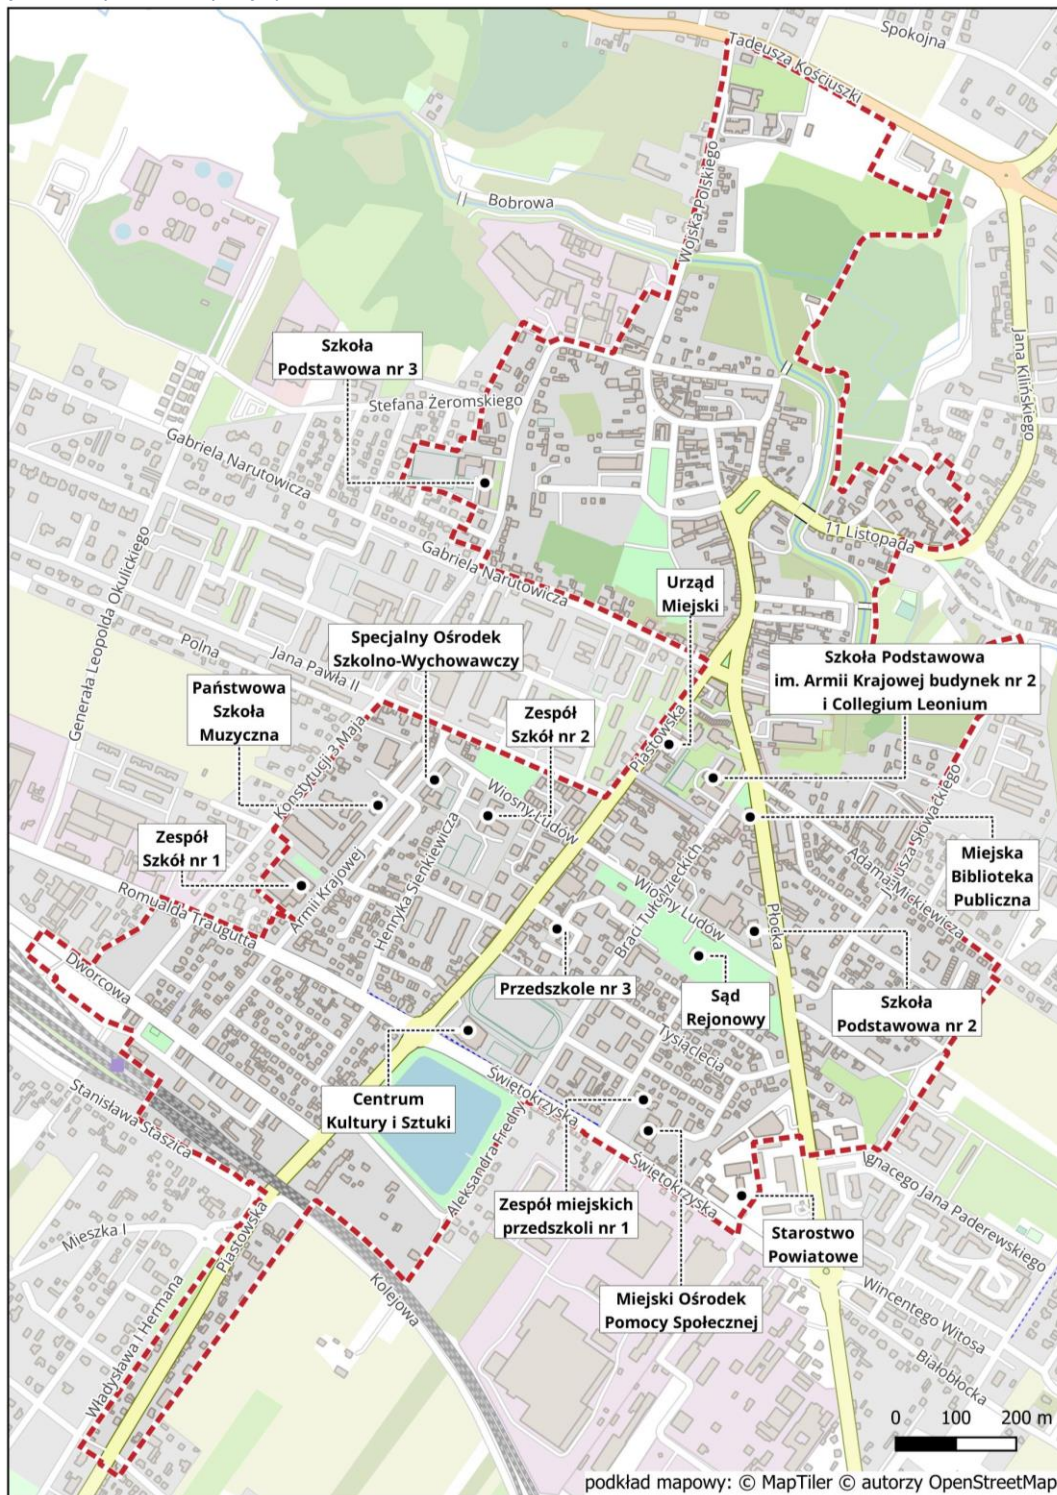 Tadeusza Kościuszki
Spokojna
Wojska Polskiego
Bobrowa
Jana Kilińskiego
Szkoła
Podstawowa nr 3
Stefana Żeromskiego
Gabriela Narutowicza
Generała Leopolda Okulickiego
11 Listopada
Gabriela Narutowicza
Urząd
Miejski
Polna
Jana Pawła II
Specjalny Ośrodek
Szkolno-Wychowawczy
Szkoła Podstawowa
im. Armii Krajowej budynek nr 2
i Collegium Leonium
Państwowa
Szkoła
Muzyczna
Zespół
Szkół nr 2
Piastowska
Konstytucji 3 Maja
Wiosny Ludów
Juliusza Słowackiego
Zespół
Szkół nr 1
Armii Krajowej
Henryka Sienkiewicza
Adama Mickiewicza
Miejska
Biblioteka
Publiczna
Romualda Traugutta
Wiosny Ludów
Braci Tułodzieckich
Płocka
Dworcowa
Przedszkole nr 3
Sąd
Rejonowy
Szkoła
Podstawowa nr 2
Tysiąclecia
Stanisława Staszica
Centrum
Kultury i Sztuki
Świętokrzyska
Aleksandra Fredry
Świętokrzyska
Ignacego Jana Paderewskiego
Zespół miejskich
przedszkoli nr 1
Starostwo
Powiatowe
Mieszka I
Piastowska
Władysława I Hermana
Kolejowa
Miejski Ośrodek
Pomocy Społecznej
Wincentego Witosa
Białobłocka
0 100 200 m
podkład mapowy: © MapTiler © autorzy OpenStreetMap